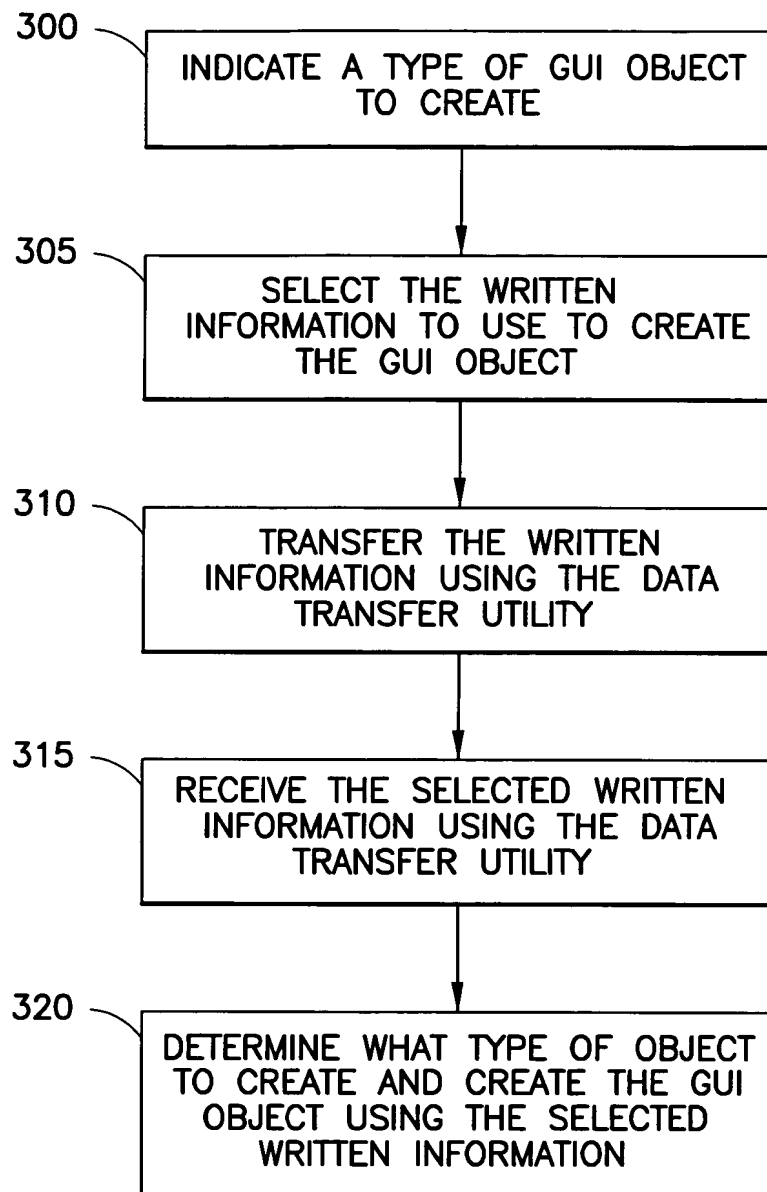 300
INDICATE A TYPE OF GUI OBJECT
TO CREATE
305
SELECT THE WRITTEN
INFORMATION TO USE TO CREATE
THE GUI OBJECT
310
TRANSFER THE WRITTEN
INFORMATION USING THE DATA
TRANSFER UTILITY
315
RECEIVE THE SELECTED WRITTEN
INFORMATION USING THE DATA
TRANSFER UTILITY
320
DETERMINE WHAT TYPE OF OBJECT
TO CREATE AND CREATE THE GUI
OBJECT USING THE SELECTED
WRITTEN INFORMATION